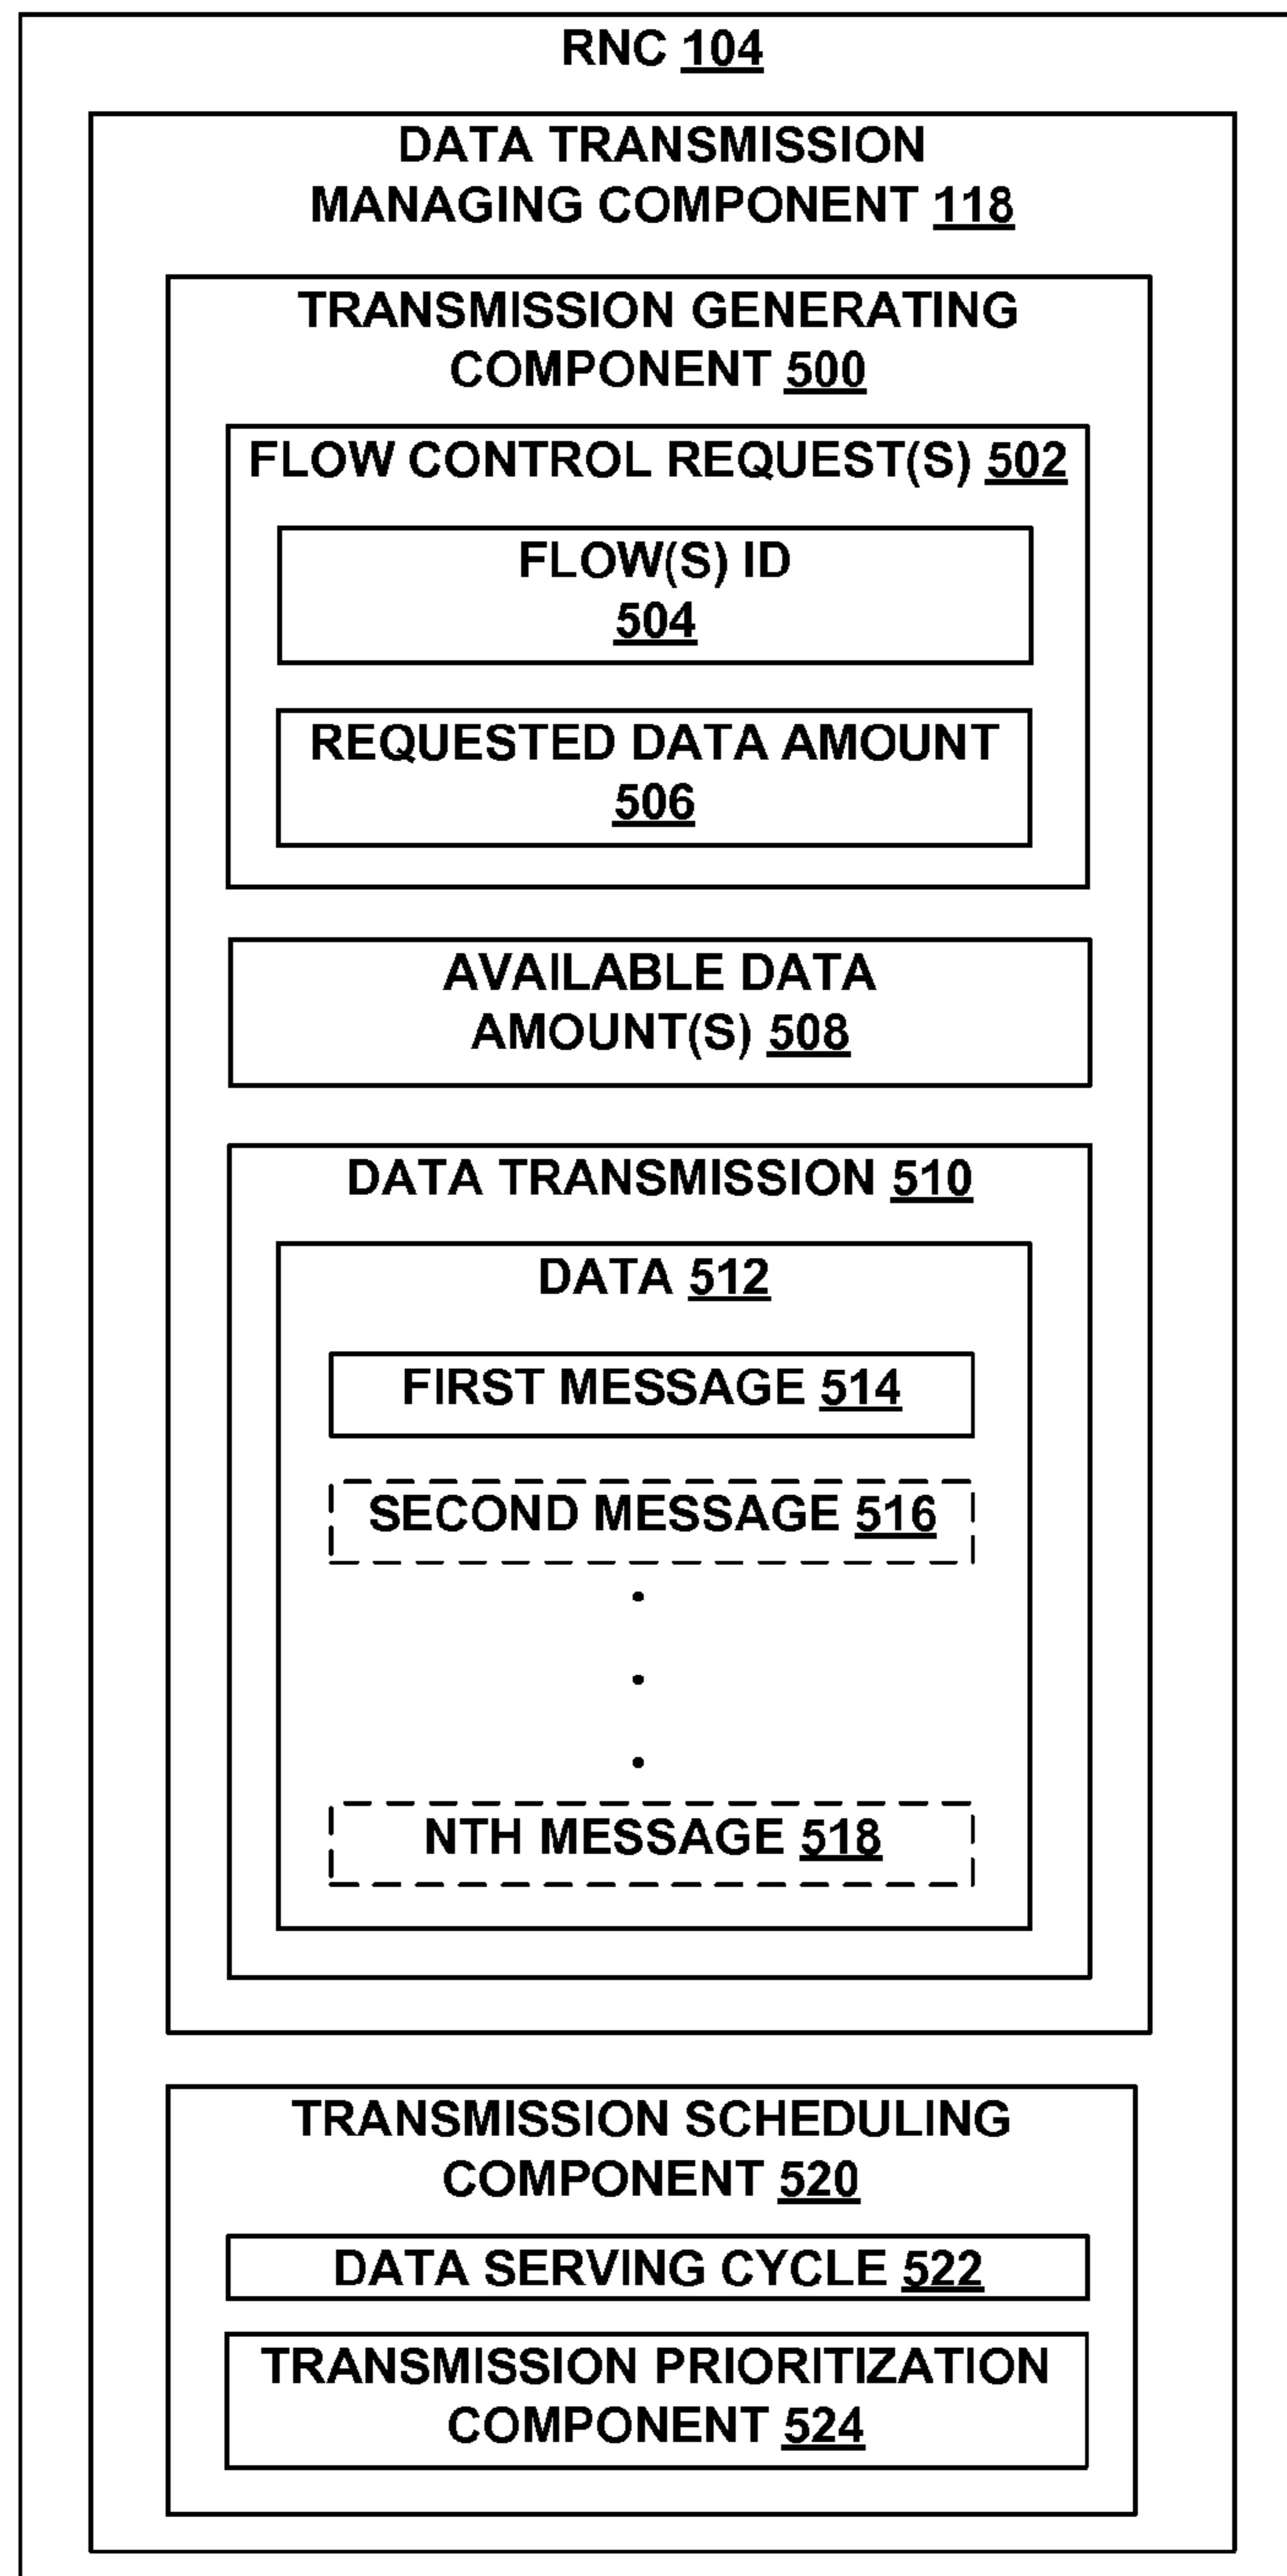 RNC 104
DATA TRANSMISSION
MANAGING COMPONENT 118
TRANSMISSION GENERATING
COMPONENT 500
FLOW CONTROL REQUEST(S) 502
FLOW(S) ID
504
REQUESTED DATA AMOUNT
506
AVAILABLE DATA
AMOUNT(S) 508
DATA TRANSMISSION 510
DATA 512
FIRST MESSAGE 514
SECOND MESSAGE 516
NTH MESSAGE 518
TRANSMISSION SCHEDULING
COMPONENT 520
DATA SERVING CYCLE 522
TRANSMISSION PRIORITIZATION
COMPONENT 524